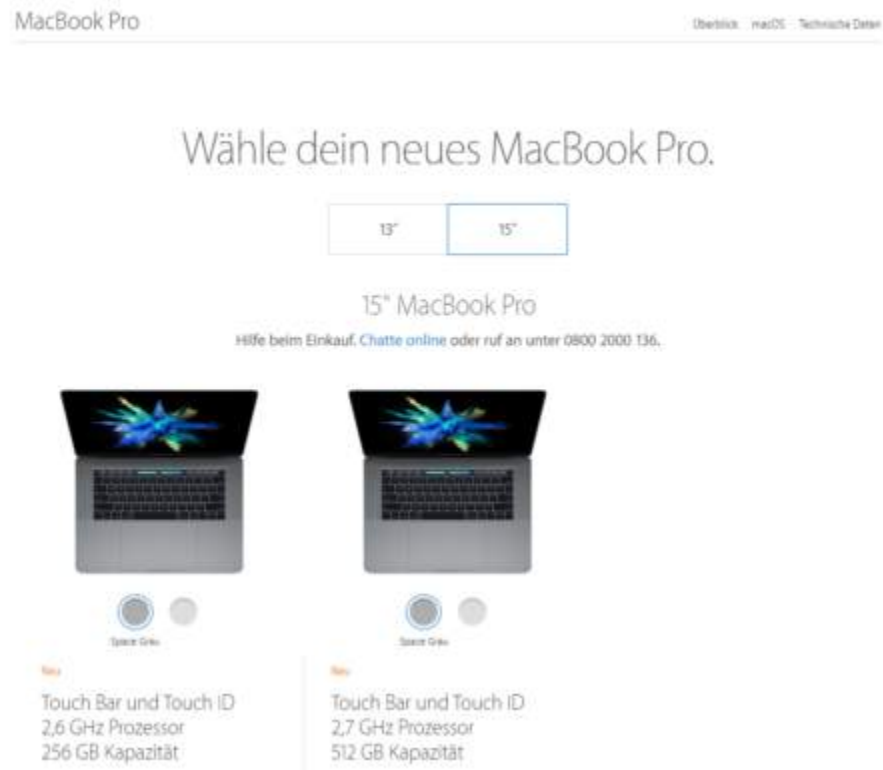 MacBook Pro
Überblick macOS Technische Daten
Wähle dein neues MacBook Pro.
13"
15"
15" MacBook Pro
Hilfe beim Einkauf. Chatte online oder ruf an unter 0800 2000 136.
Space Grau
Space Grau
Neu
Neu
Touch Bar und Touch ID
2,6 GHz Prozessor
256 GB Kapazität
Touch Bar und Touch ID
2,7 GHz Prozessor
512 GB Kapazität